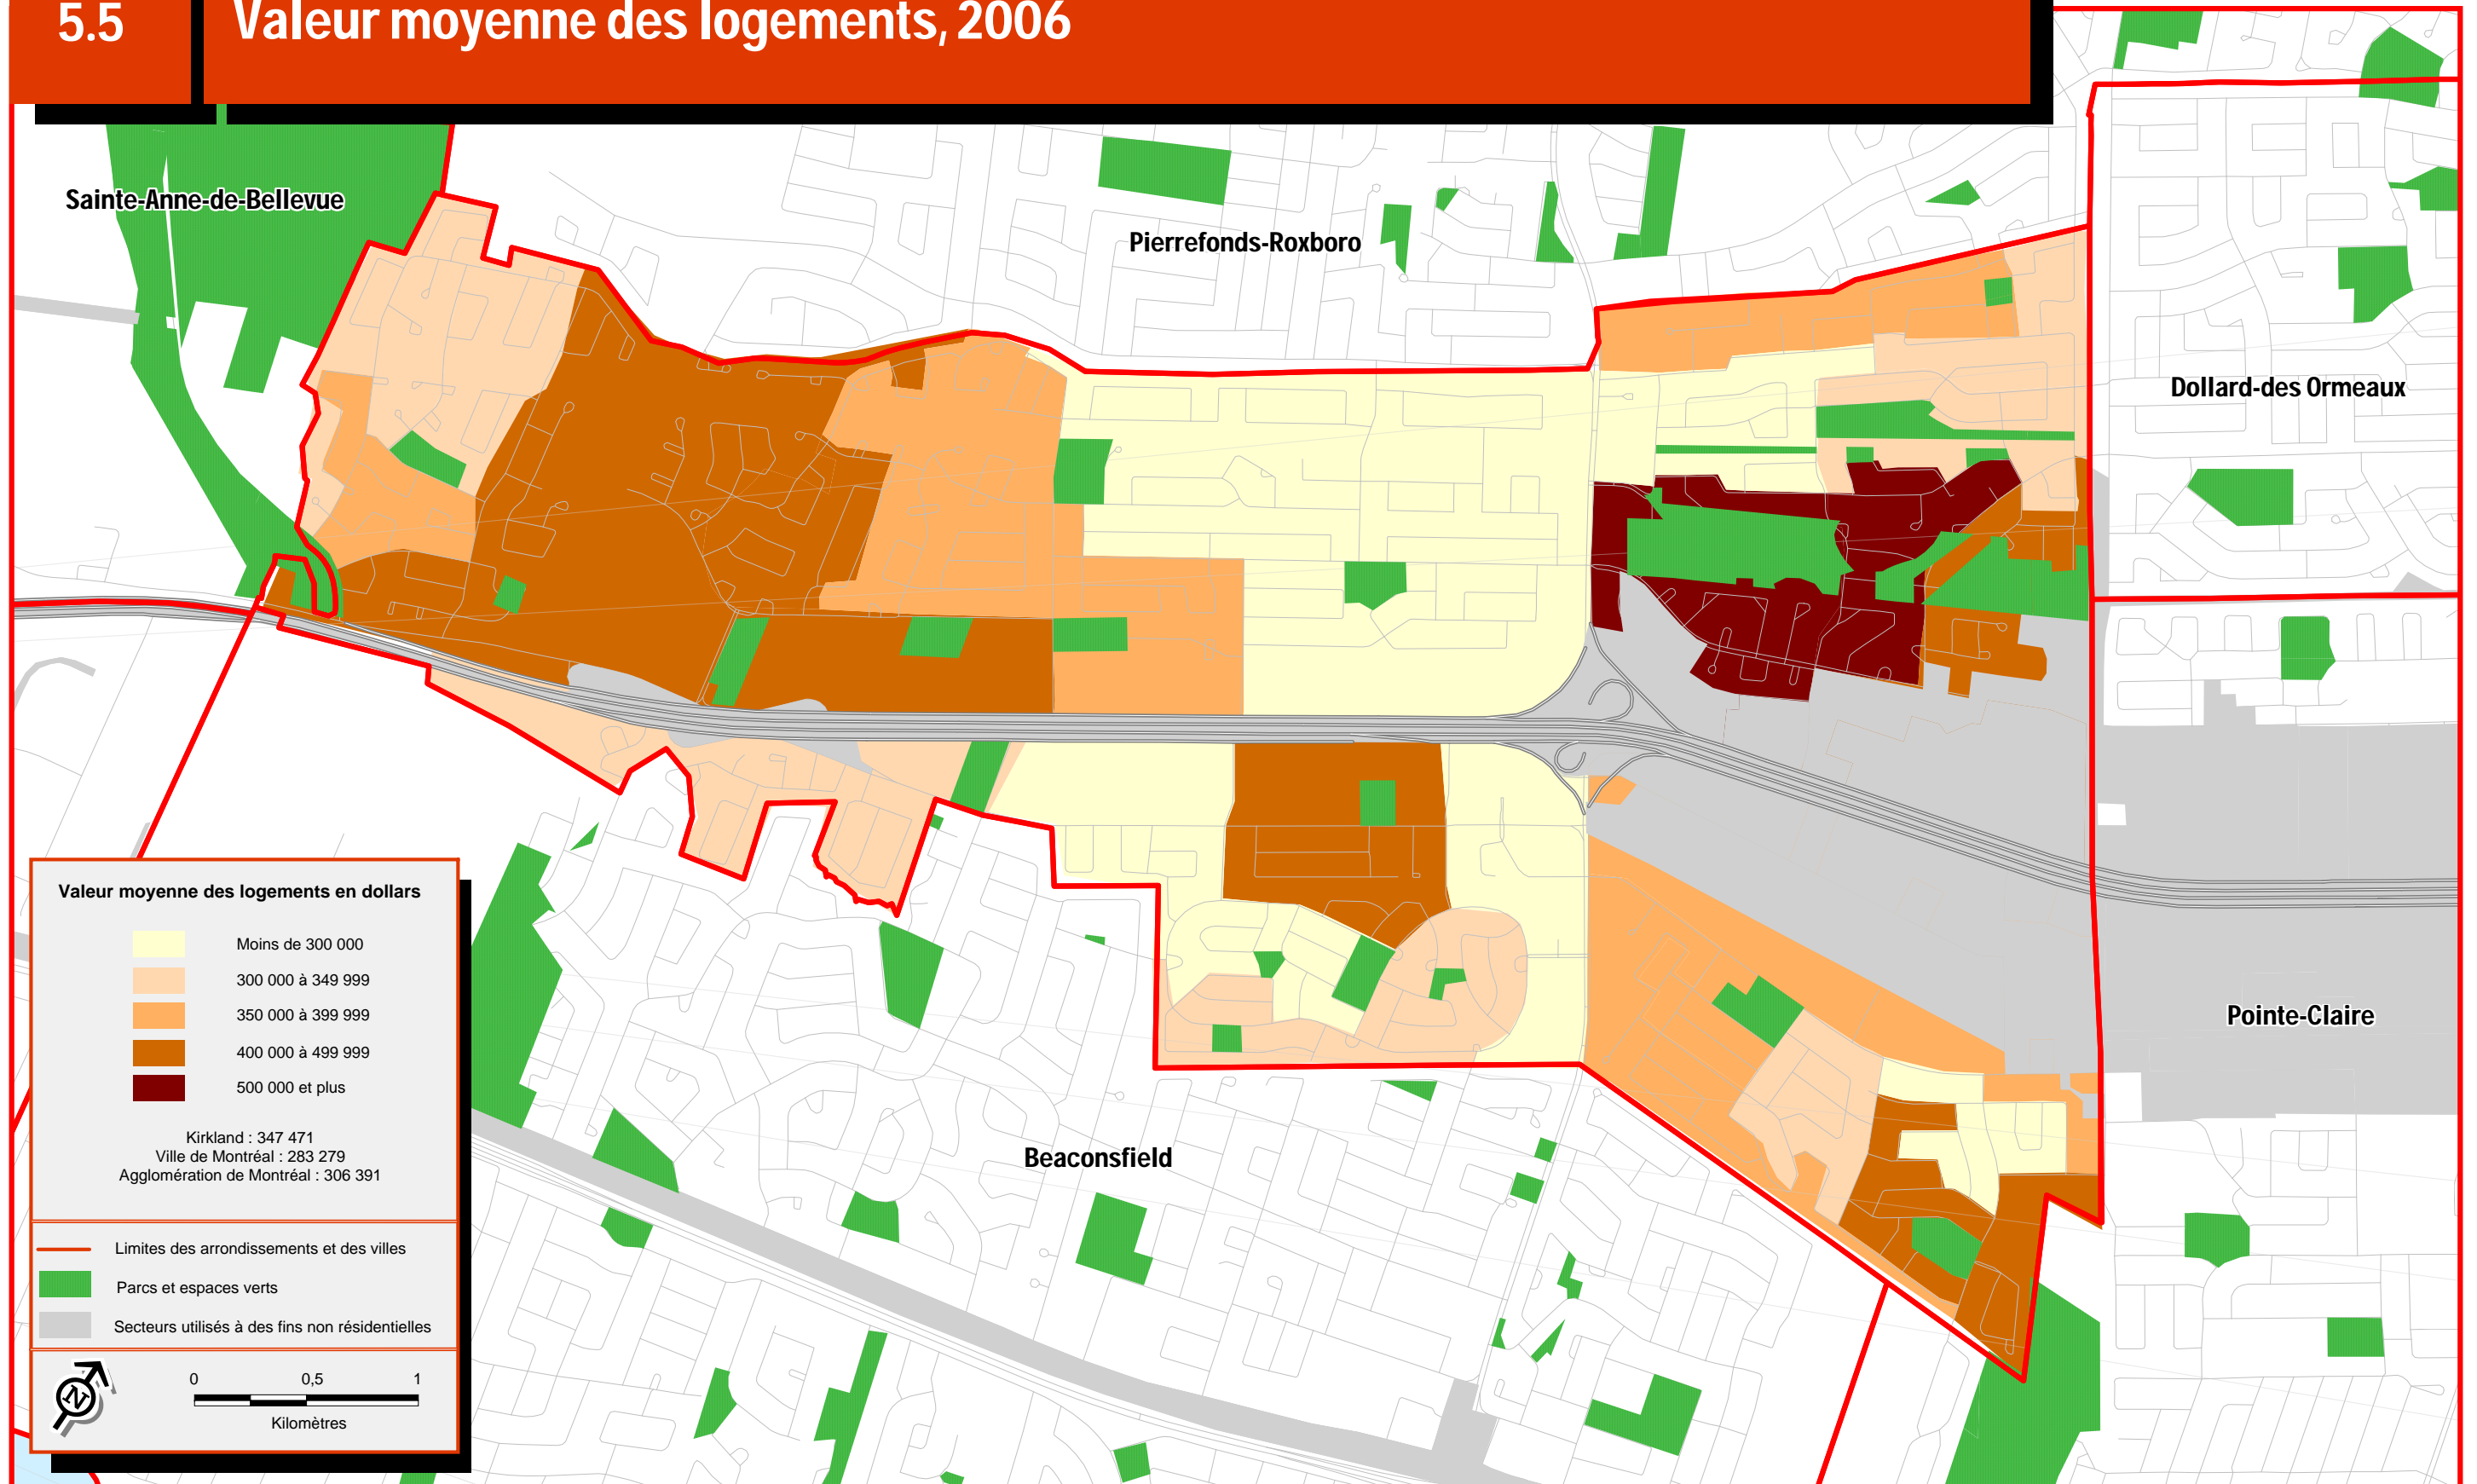 5.5
Valeur moyenne des logements, 2006
Sainte-Anne-de-Bellevue
Pierrefonds-Roxboro
Dollard-des Ormeaux
Pointe-Claire
Beaconsfield
Valeur moyenne des logements en dollars
Moins de 300 000
300 000 à 349 999
350 000 à 399 999
400 000 à 499 999
500 000 et plus
Kirkland : 347 471
Ville de Montréal : 283 279
Agglomération de Montréal : 306 391
Limites des arrondissements et des villes
Parcs et espaces verts
Secteurs utilisés à des fins non résidentielles
N
0 0,5 1
Kilomètres